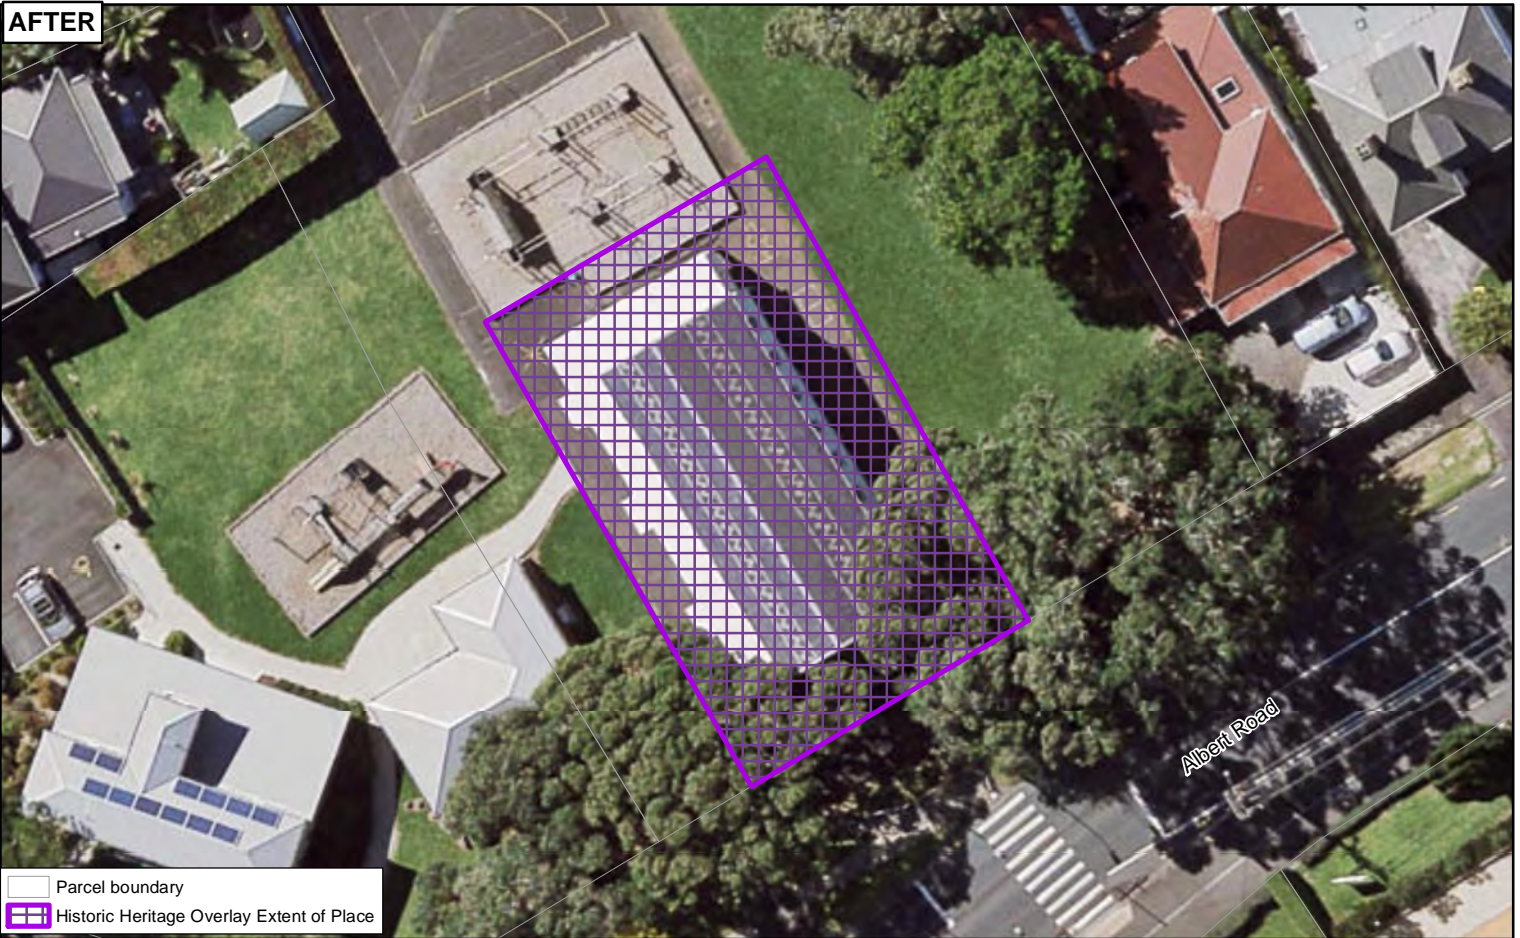 AFTER
Albert Road
Parcel boundary
Historic Heritage Overlay Extent of Place